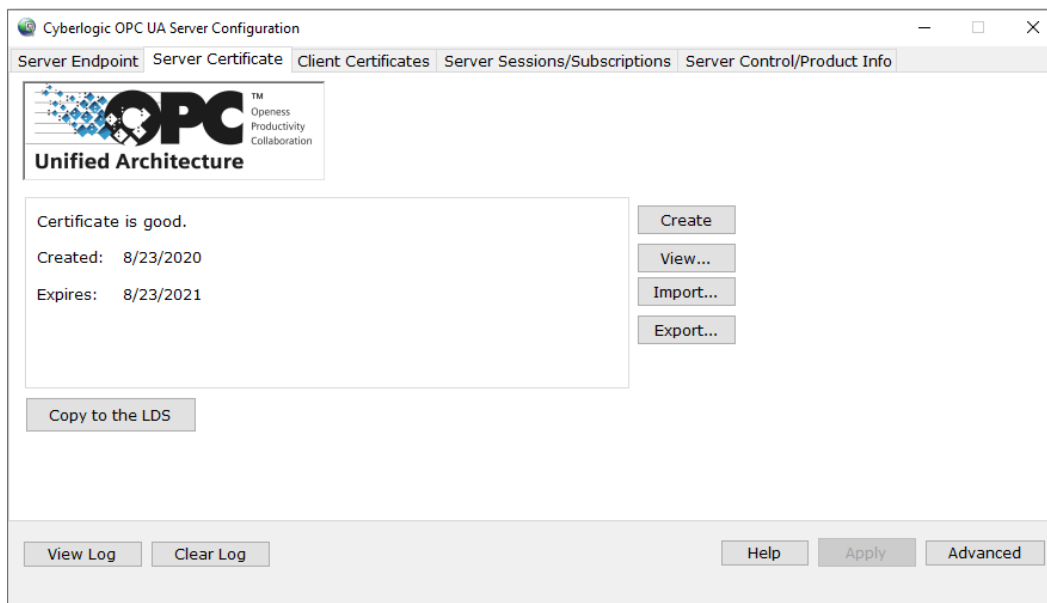 Cyberlogic OPC UA Server Configuration
Server Endpoint Server Certificate Client Certificates Server Sessions/Subscriptions Server Control/Product Info
OPC TM
Openess
Productivity
Collaboration
Unified Architecture
Certificate is good.
Created: 8/23/2020
Expires: 8/23/2021
Create
View...
Import...
Export...
Copy to the LDS
View Log Clear Log Help Apply Advanced